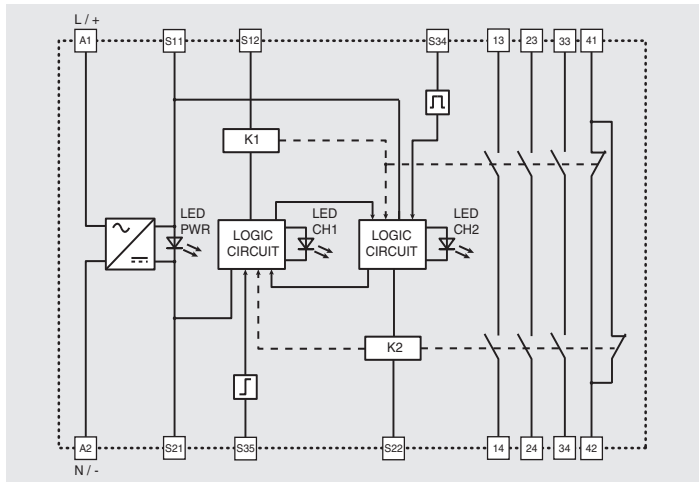 L / +
A1 S11 S12 S34 13 23 33 41
K1
LED
PWR
LOGIC
CIRCUIT
LED
CH1
LOGIC
CIRCUIT
LED
CH2
K2
A2 S21 S35 S22 14 24 34 42
N / -